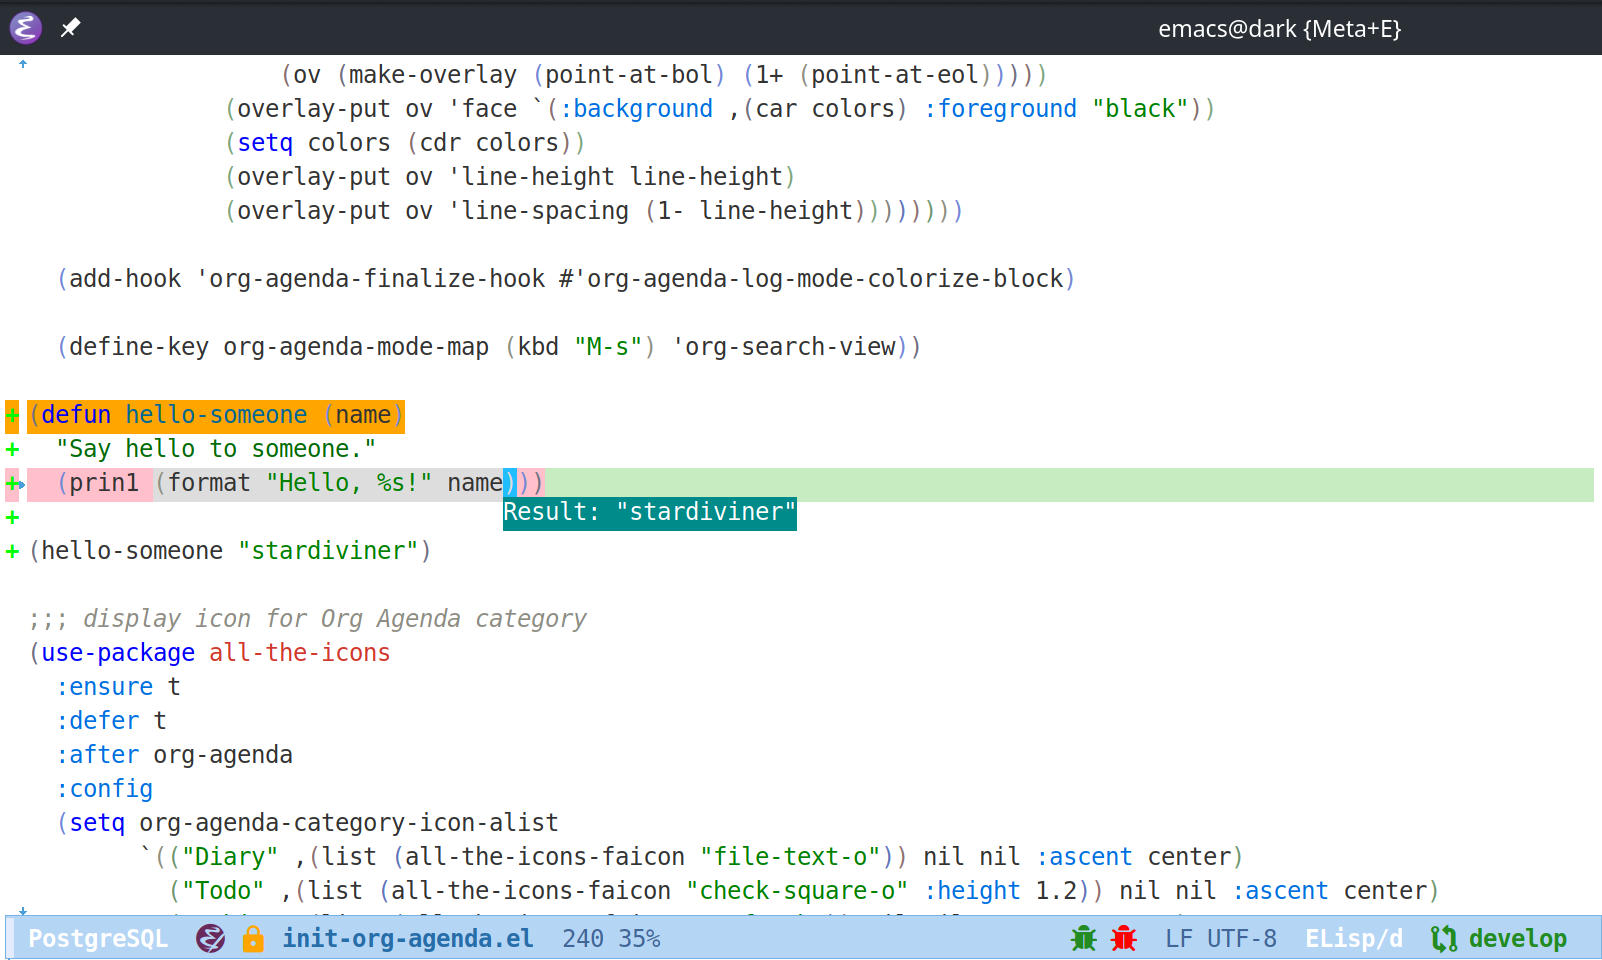 emacs@dark {Meta+E}
(ov (make-overlay (point-at-bol) (1+ (point-at-eol)))))
(overlay-put ov 'face `(:background ,(car colors) :foreground "black"))
(setq colors (cdr colors))
(overlay-put ov 'line-height line-height)
(overlay-put ov 'line-spacing (1- line-height))))))))
(add-hook 'org-agenda-finalize-hook #'org-agenda-log-mode-colorize-block)
(define-key org-agenda-mode-map (kbd "M-s") 'org-search-view))
+ (defun hello-someone (name)
+ "Say hello to someone."
+ (prin1 (format "Hello, %s!" name)))
+ Result: "stardiviner"
+ (hello-someone "stardiviner")
;;; display icon for Org Agenda category
(use-package all-the-icons
:ensure t
:defer t
:after org-agenda
:config
(setq org-agenda-category-icon-alist
`(("Diary" ,(list (all-the-icons-faicon "file-text-o")) nil nil :ascent center)
("Todo" ,(list (all-the-icons-faicon "check-square-o" :height 1.2)) nil nil :ascent center)
PostgreSQL init-org-agenda.el 240 35% LF UTF-8 ELisp/d develop